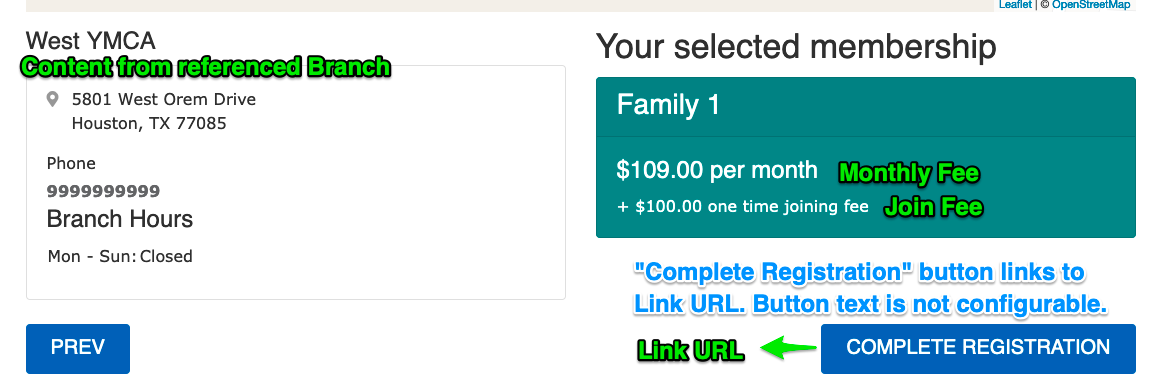 Leaflet | © OpenStreetMap
West YMCA
Content from referenced Branch
5801 West Orem Drive
Houston, TX 77085
Phone
9999999999
Branch Hours
Mon - Sun: Closed
PREV
Your selected membership
Family 1
$109.00 per month Monthly Fee
+ $100.00 one time joining fee Join Fee
"Complete Registration" button links to
Link URL. Button text is not configurable.
Link URL COMPLETE REGISTRATION